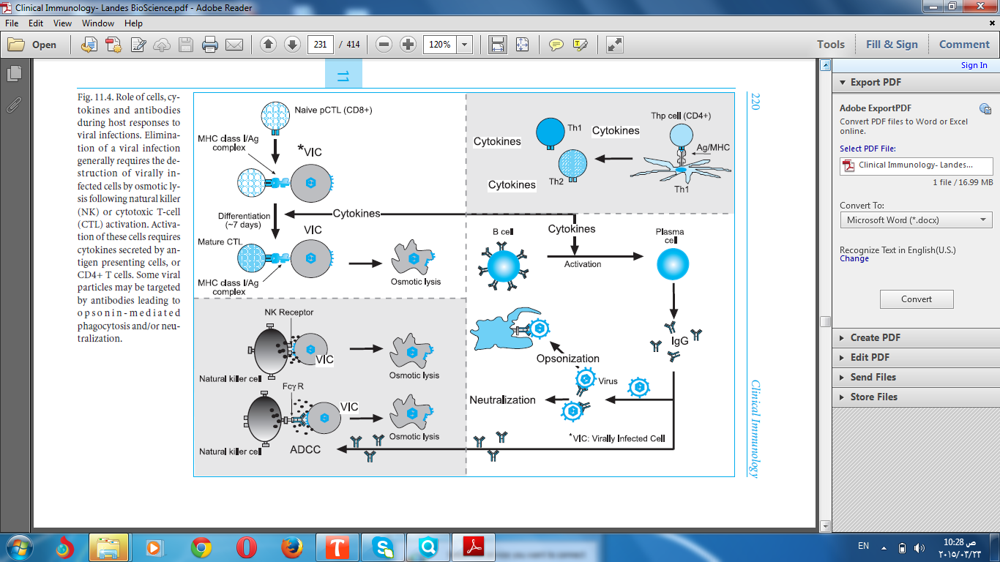 Clinical Immunology- Landes BioScience.pdf - Adobe Reader
File Edit View Window Help
Open
231 / 414
120%
Tools
Fill & Sign
Comment
Sign In
Export PDF
Adobe ExportPDF
Convert PDF files to Word or Excel
online.
Select PDF File:
Clinical Immunology- Landes...
1 file / 16.99 MB
Convert To:
Microsoft Word (*.docx)
Recognize Text in English(U.S.)
Change
Convert
Create PDF
Edit PDF
Send Files
Store Files
11
220
Clinical Immunology
Fig. 11.4. Role of cells, cy-
tokines and antibodies
during host responses to
viral infections. Elimina-
tion of a viral infection
generally requires the de-
struction of virally in-
fected cells by osmotic ly-
sis following natural killer
(NK) or cytotoxic T-cell
(CTL) activation. Activa-
tion of these cells requires
cytokines secreted by an-
tigen presenting cells, or
CD4+ T cells. Some viral
particles may be targeted
by antibodies leading to
opsonin-mediated
phagocytosis and/or neu-
tralization.
Naive pCTL (CD8+)
MHC class I/Ag
complex
*VIC
Differentiation
(~7 days)
Cytokines
VIC
Mature CTL
MHC class I/Ag
complex
Osmotic lysis
Thp cell (CD4+)
Th1
Cytokines
Cytokines
Ag/MHC
Th2
Cytokines
Th1
B cell
Cytokines
Plasma
cell
Activation
IgG
Opsonization
Virus
Neutralization
*VIC: Virally Infected Cell
NK Receptor
VIC
Natural killer cell
Osmotic lysis
FcγR
VIC
Natural killer cell
ADCC
Osmotic lysis
EN
10:28 ص
٢٠١٥/٠٣/٢٣